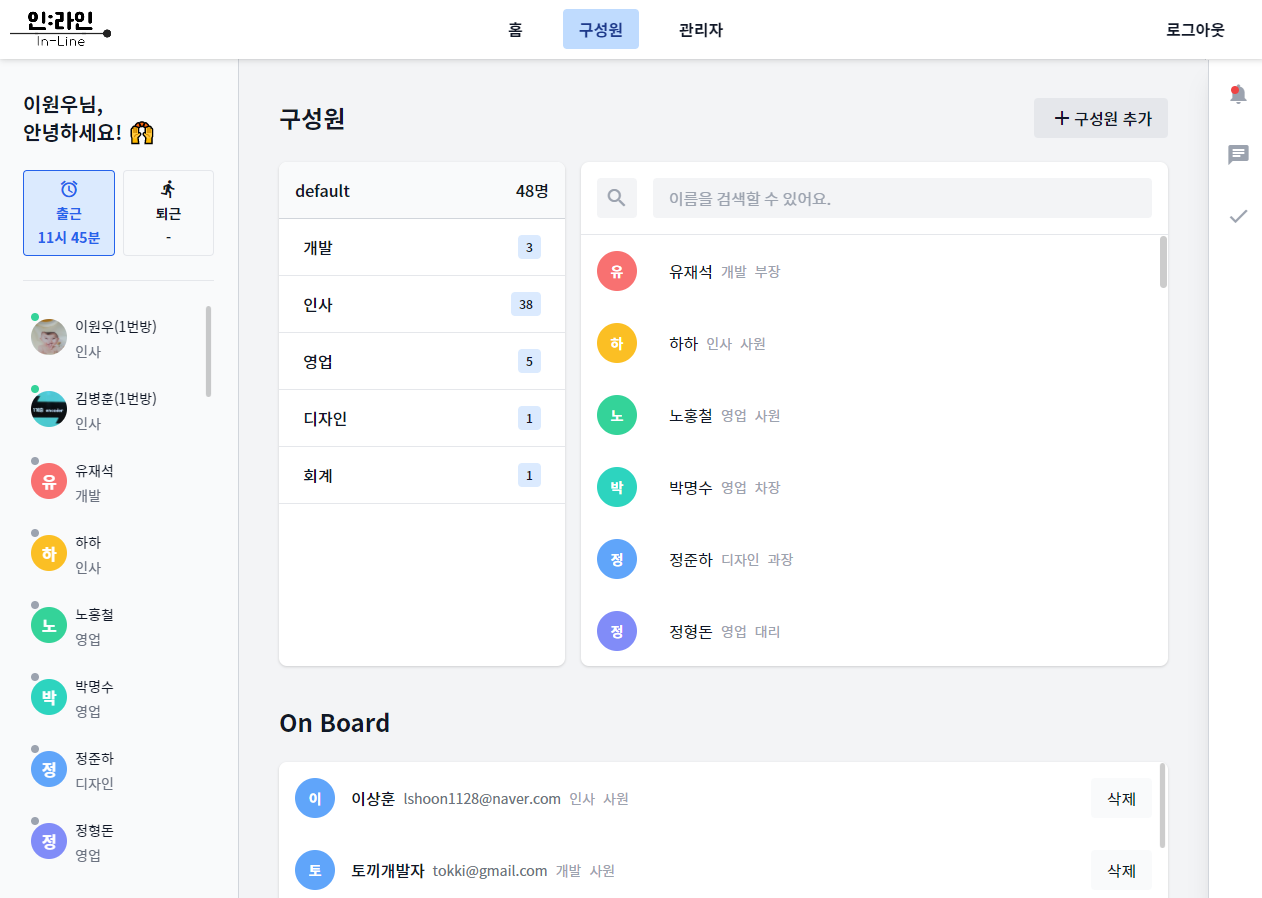 인:라인
In-Line
홈
구성원
관리자
로그아웃
이원우님,
안녕하세요!
출근
11시 45분
퇴근
-
이원우(1번방)
인사
김병훈(1번방)
인사
유
유재석
개발
하
하하
인사
노
노홍철
영업
박
박명수
영업
정
정준하
디자인
정
정형돈
영업
구성원
+ 구성원 추가
default 48명
개발 3
인사 38
영업 5
디자인 1
회계 1
이름을 검색할 수 있어요.
유 유재석 개발 부장
하 하하 인사 사원
노 노홍철 영업 사원
박 박명수 영업 차장
정 정준하 디자인 과장
정 정형돈 영업 대리
On Board
이 이상훈 lshoon1128@naver.com 인사 사원 삭제
토 토끼개발자 tokki@gmail.com 개발 사원 삭제